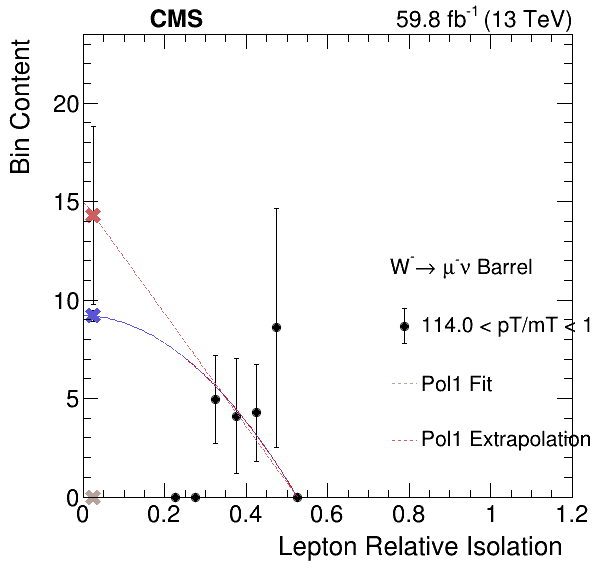 CMS
59.8 fb⁻¹ (13 TeV)
Bin Content
20
15
10
5
0
W⁻→ μ⁻ν Barrel
114.0 < pT/mT < 1
Pol1 Fit
Pol1 Extrapolation
0 0.2 0.4 0.6 0.8 1 1.2
Lepton Relative Isolation